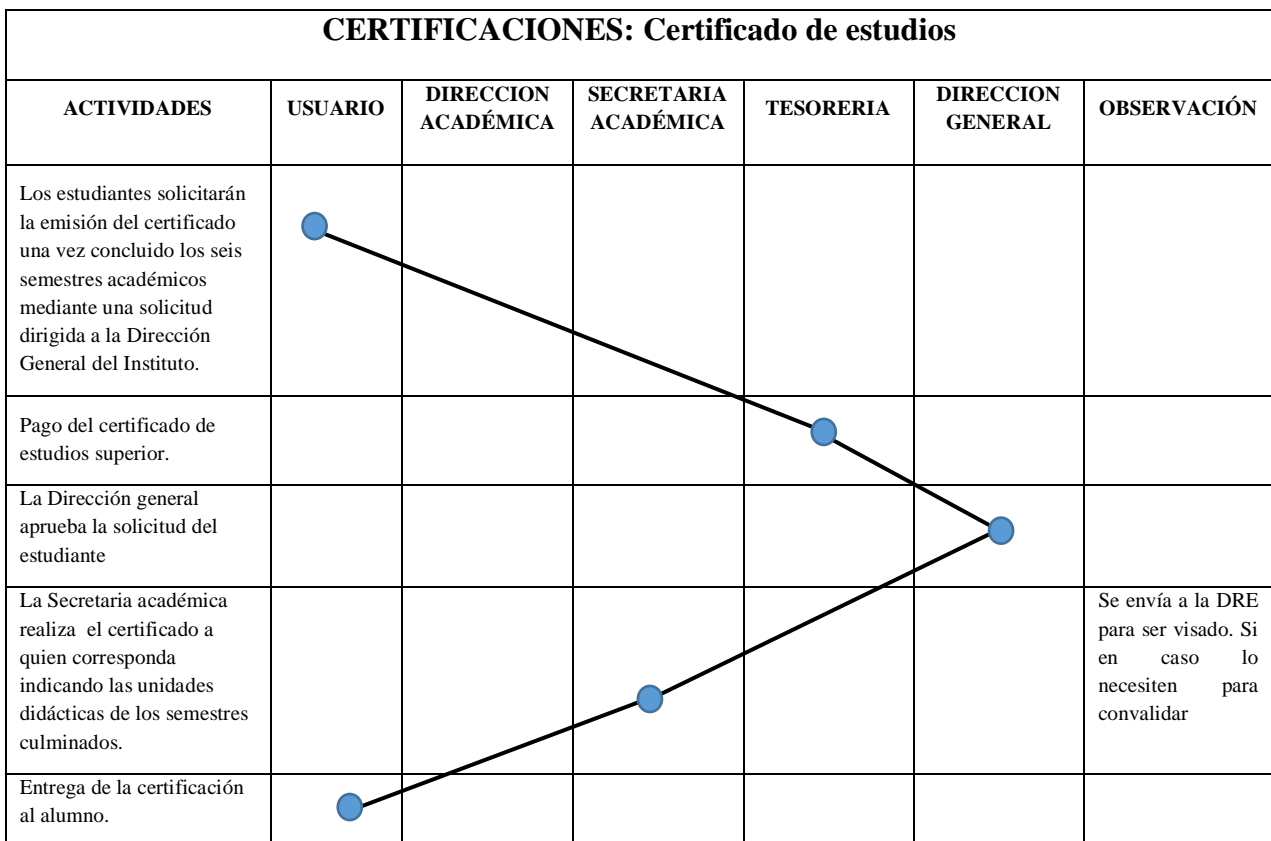 CERTIFICACIONES: Certificado de estudios
ACTIVIDADES
USUARIO
DIRECCION
ACADÉMICA
SECRETARIA
ACADÉMICA
TESORERIA
DIRECCION
GENERAL
OBSERVACIÓN
Los estudiantes solicitarán
la emisión del certificado
una vez concluido los seis
semestres académicos
mediante una solicitud
dirigida a la Dirección
General del Instituto.
Pago del certificado de
estudios superior.
La Dirección general
aprueba la solicitud del
estudiante
La Secretaria académica
realiza el certificado a
quien corresponda
indicando las unidades
didácticas de los semestres
culminados.
Se envía a la DRE
para ser visado. Si
en caso lo
necesiten para
convalidar
Entrega de la certificación
al alumno.